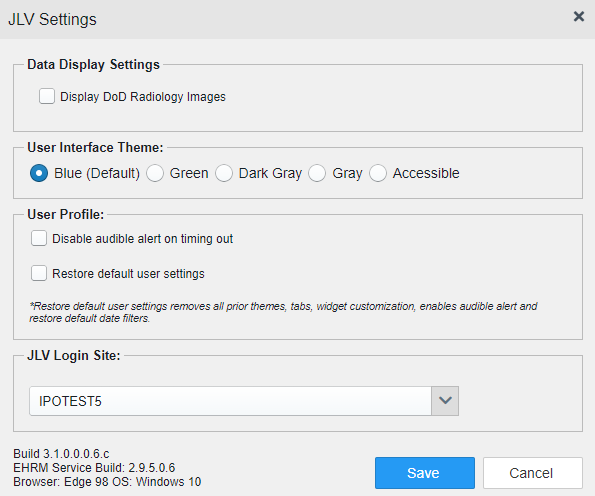 JLV Settings
Data Display Settings
Display DoD Radiology Images
User Interface Theme:
Blue (Default) Green Dark Gray Gray Accessible
User Profile:
Disable audible alert on timing out
Restore default user settings
*Restore default user settings removes all prior themes, tabs, widget customization, enables audible alert and
restore default date filters.
JLV Login Site:
IPOTEST5
Build 3.1.0.0.0.6.c
EHRM Service Build: 2.9.5.0.6
Browser: Edge 98 OS: Windows 10
Save Cancel